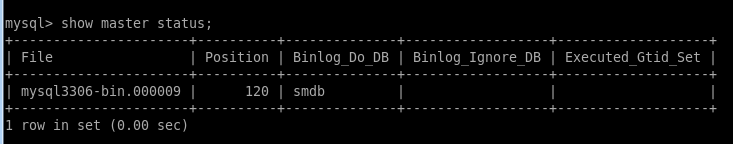 mysql> show master status;
+----------------------+----------+--------------+------------------+-------------------+
| File                 | Position | Binlog_Do_DB | Binlog_Ignore_DB | Executed_Gtid_Set |
+----------------------+----------+--------------+------------------+-------------------+
| mysql3306-bin.000009 |      120 | smdb         |                  |                   |
+----------------------+----------+--------------+------------------+-------------------+
1 row in set (0.00 sec)